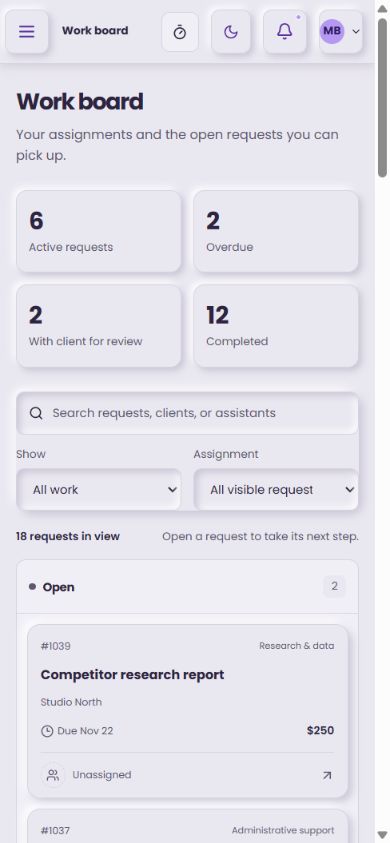 Work board
MB
Work board
Your assignments and the open requests you can
pick up.
6
Active requests
2
Overdue
2
With client for review
12
Completed
Search requests, clients, or assistants
Show
Assignment
All work
All visible request
18 requests in view
Open a request to take its next step.
Open
2
#1039
Research & data
Competitor research report
Studio North
Due Nov 22
$250
Unassigned
#1037
Administrative support